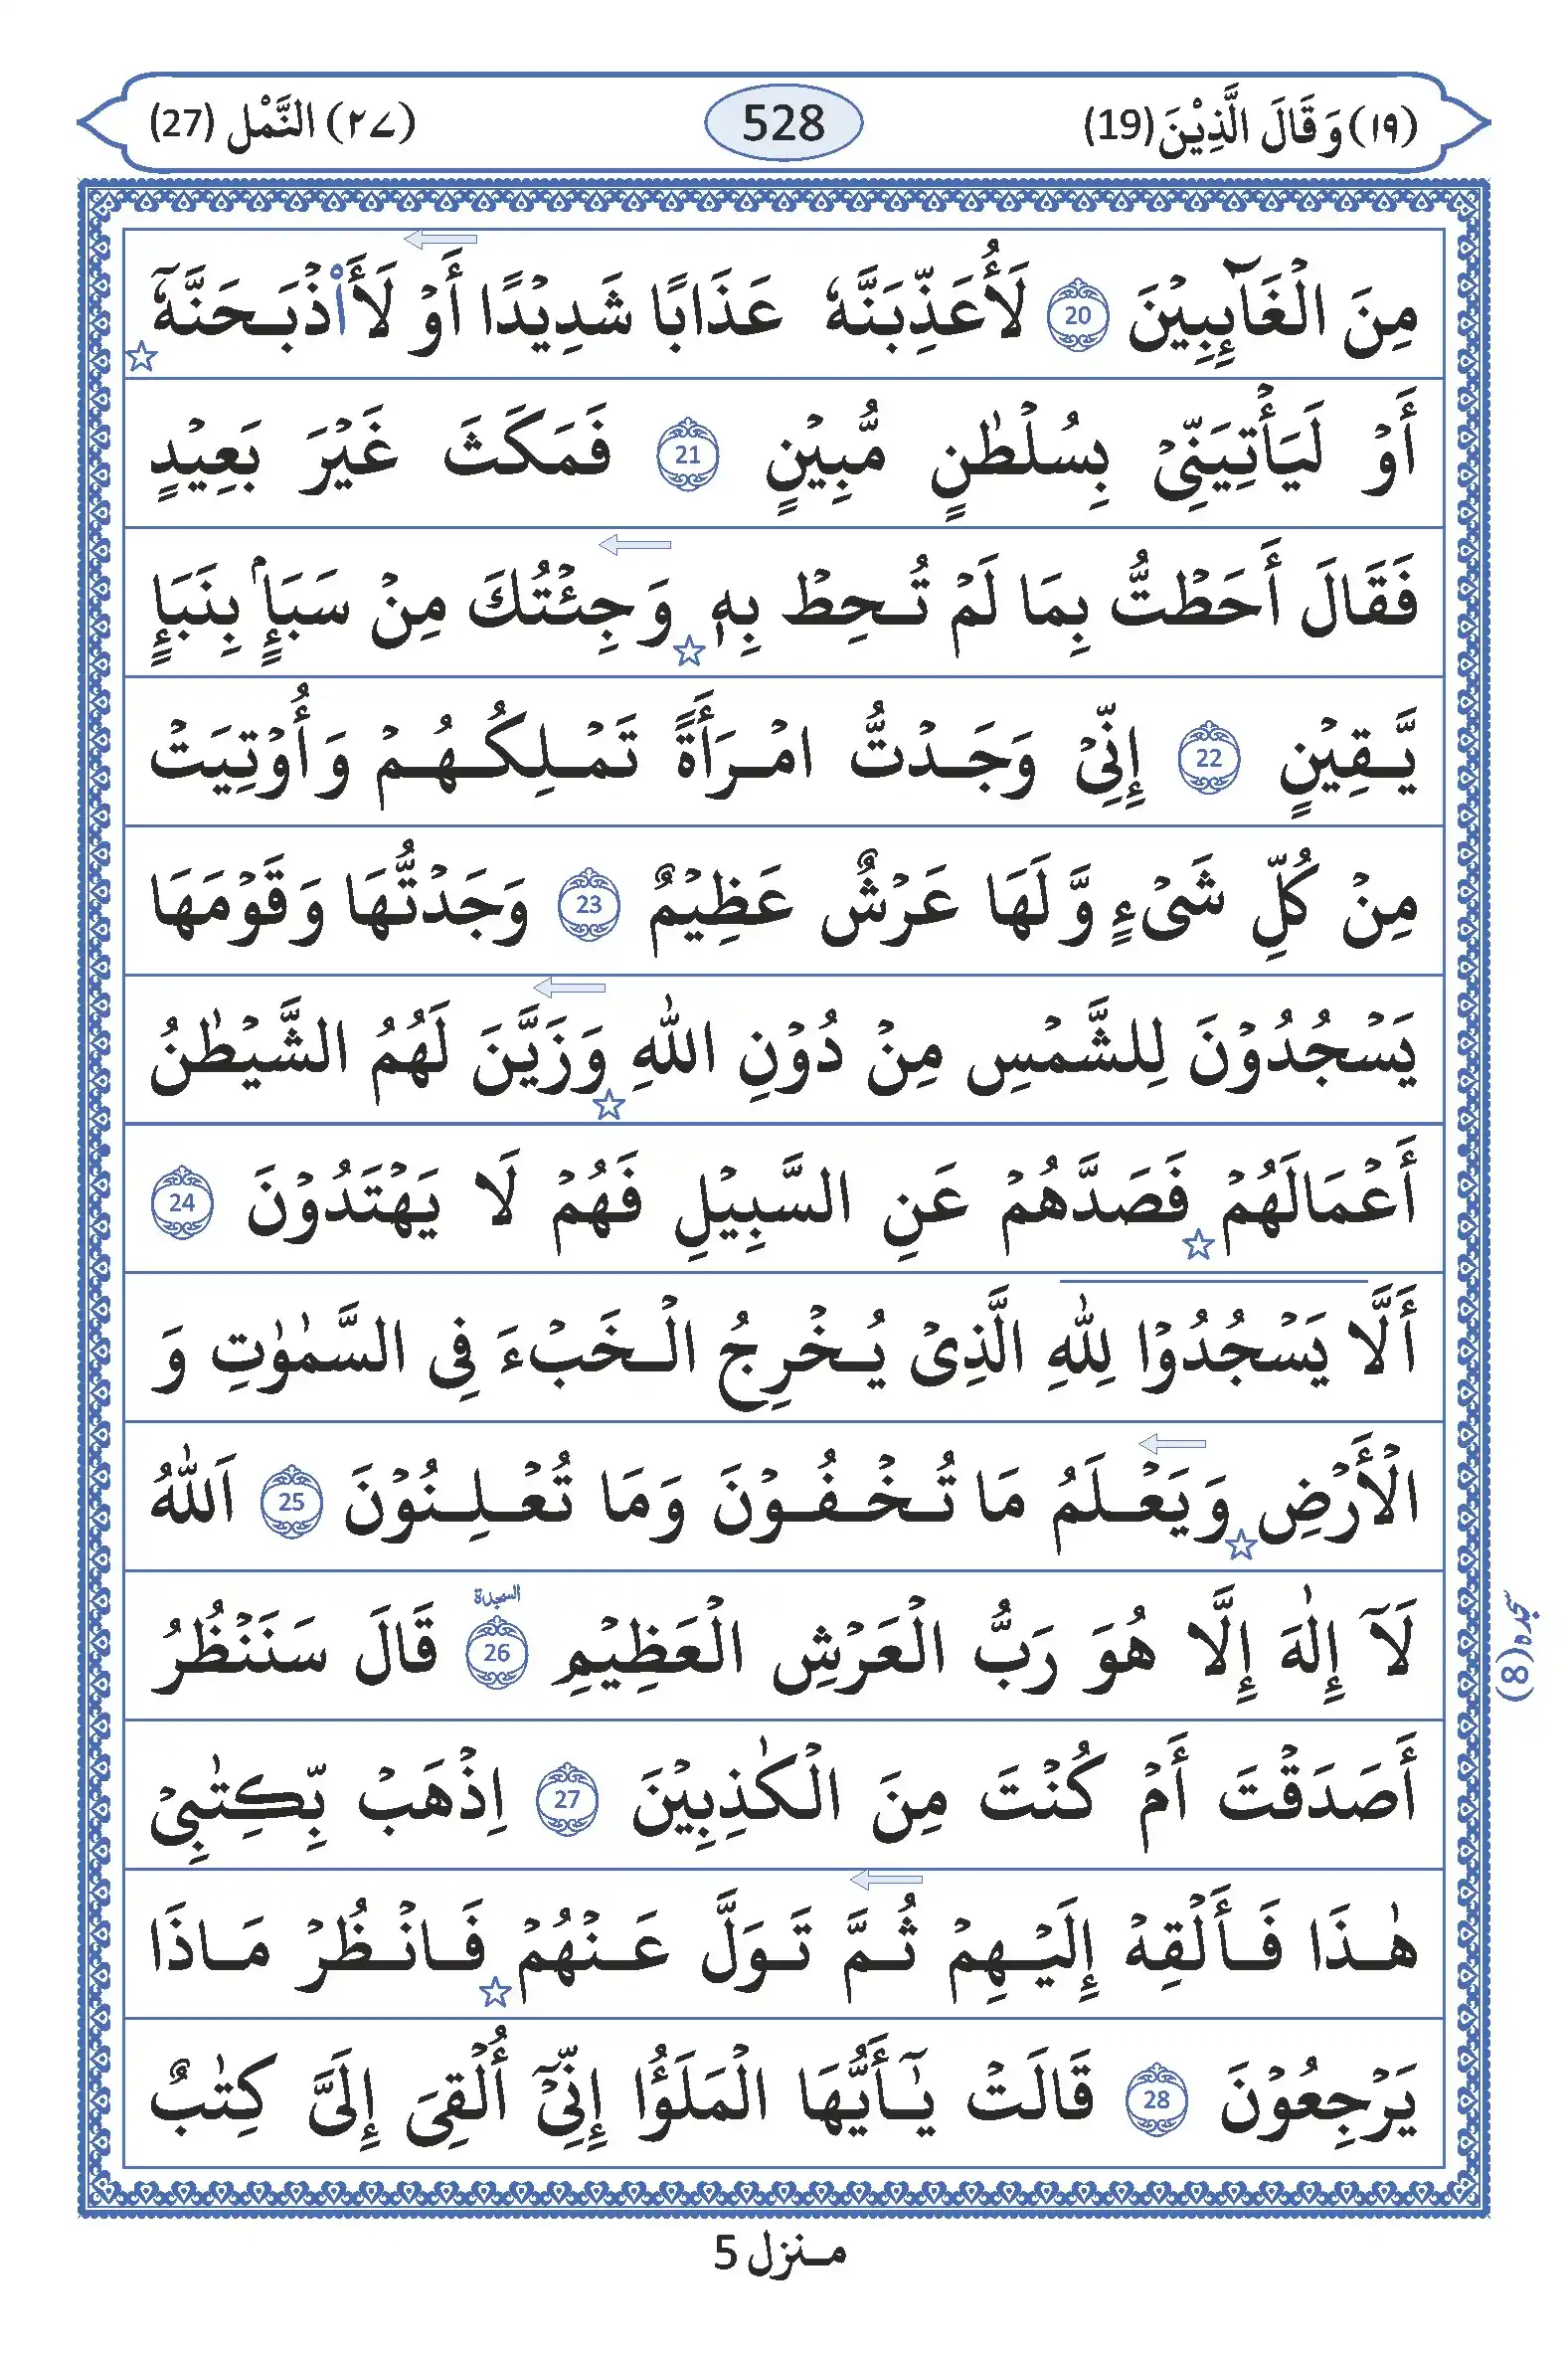 (١٩) وَقَالَ الَّذِيْنَ (19)
528
(٢٧) النَّمْل (27)
مِنَ الْغَآئِبِيْنَ 20 لَأُعَذِّبَنَّهٗ عَذَابًا شَدِيْدًا أَوْ لَأَاْذْبَحَنَّهٗٓ
أَوْ لَيَأْتِيَنِّيْ بِسُلْطٰنٍ مُّبِيْنٍ 21 فَمَكَثَ غَيْرَ بَعِيْدٍ
فَقَالَ أَحَطْتُّ بِمَا لَمْ تُحِطْ بِهٖ وَجِئْتُكَ مِنْ سَبَإٍۢ بِنَبَإٍ
يَّقِيْنٍ 22 إِنِّيْ وَجَدْتُّ امْرَأَةً تَمْلِكُهُمْ وَأُوْتِيَتْ
مِنْ كُلِّ شَيْءٍ وَّلَهَا عَرْشٌ عَظِيْمٌ 23 وَجَدْتُّهَا وَقَوْمَهَا
يَسْجُدُوْنَ لِلشَّمْسِ مِنْ دُوْنِ اللّٰهِ وَزَيَّنَ لَهُمُ الشَّيْطٰنُ
أَعْمَالَهُمْ فَصَدَّهُمْ عَنِ السَّبِيْلِ فَهُمْ لَا يَهْتَدُوْنَ 24
أَلَّا يَسْجُدُوْا لِلّٰهِ الَّذِيْ يُخْرِجُ الْخَبْءَ فِي السَّمٰوٰتِ وَ
الْأَرْضِ وَيَعْلَمُ مَا تُخْفُوْنَ وَمَا تُعْلِنُوْنَ 25 اَللّٰهُ
لَآ إِلٰهَ إِلَّا هُوَ رَبُّ الْعَرْشِ الْعَظِيْمِ 26 السجدة قَالَ سَنَنْظُرُ
سجدہ (8)
أَصَدَقْتَ أَمْ كُنْتَ مِنَ الْكٰذِبِيْنَ 27 اِذْهَبْ بِّكِتٰبِيْ
هٰذَا فَأَلْقِهْ إِلَيْهِمْ ثُمَّ تَوَلَّ عَنْهُمْ فَانْظُرْ مَاذَا
يَرْجِعُوْنَ 28 قَالَتْ يٰٓأَيُّهَا الْمَلَؤُا إِنِّيْٓ أُلْقِيَ إِلَيَّ كِتٰبٌ
منزل 5